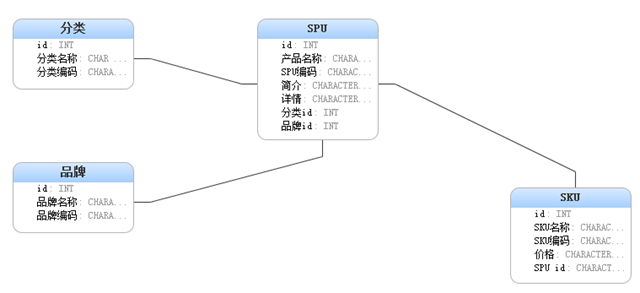 分类
id: INT
分类名称: CHAR ...
分类编码: CHARA...
SPU
id: INT
产品名称: CHARA...
SPU编码: CHARAC...
简介: CHARACTER...
详情: CHARACTER...
分类id: INT
品牌id: INT
品牌
id: INT
品牌名称: CHARA...
品牌编码: CHARA...
SKU
id: INT
SKU名称: CHARAC...
SKU编码: CHARAC...
价格: CHARACTER...
SPU id: CHARACT...